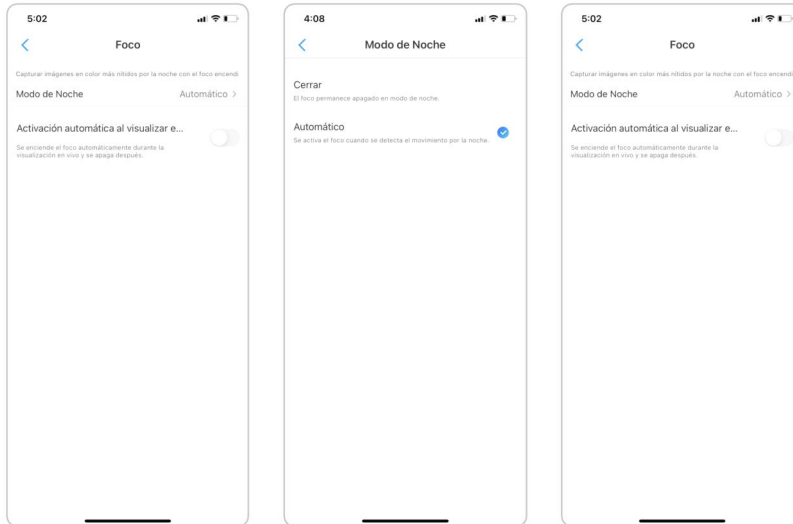 5:02
Foco
Capturar imágenes en color más nítidos por la noche con el foco encendi
Modo de Noche
Automático >
Activación automática al visualizar e...
Se enciende el foco automáticamente durante la
visualización en vivo y se apaga después.
4:08
Modo de Noche
Cerrar
El foco permanece apagado en modo de noche.
Automático
Se activa el foco cuando se detecta el movimiento por la noche.
5:02
Foco
Capturar imágenes en color más nítidos por la noche con el foco encendi
Modo de Noche
Automático >
Activación automática al visualizar e...
Se enciende el foco automáticamente durante la
visualización en vivo y se apaga después.